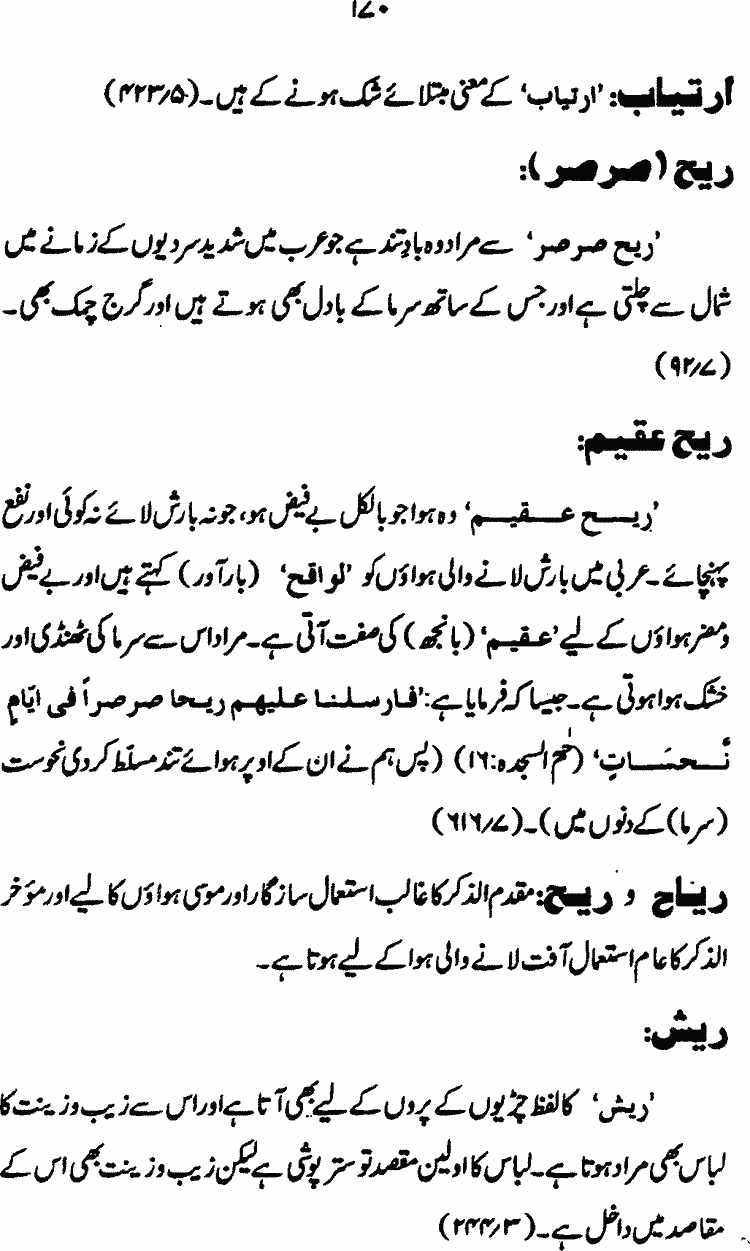 ۱۷۰
ارتیاب: ’ارتیاب‘ کے معنی مبتلائے شک ہونے کے ہیں۔(۴۲۳/۵)
ریح (صرصر):
’ریح صرصر‘ سے مراد وہ بادِ تند ہے جو عرب میں شدید سردیوں کے زمانے میں
شمال سے چلتی ہے اور جس کے ساتھ سرما کے بادل بھی ہوتے ہیں اور گرج چمک بھی۔
(۹۲/۷)
ریح عقیم:
’ریح عقیم‘ وہ ہوا جو بالکل بے فیض ہو، جو نہ بارش لائے نہ کوئی اور نفع
پہنچائے۔ عربی میں بارش لانے والی ہواؤں کو ’لواقح‘ (بارآور) کہتے ہیں اور بے فیض
و مضر ہواؤں کے لیے ’عقیم‘ (بانجھ) کی صفت آتی ہے۔ مراد اس سے سرما کی ٹھنڈی اور
خشک ہوا ہوتی ہے۔ جیسا کہ فرمایا ہے: ’فارسلنا علیهم ریحا صرصراً فی ایّامٍ
نَّحسَاتٍ‘ (حٰمٓ السجدہ:۱۶) (پس ہم نے ان کے اوپر ہوائے تند مسلّط کر دی نحوست
(سرما) کے دنوں میں)۔(۶۱۶/۷)
ریاح و ریح: مقدم الذکر کا غالب استعمال سازگار اور موسمی ہواؤں کا لیے اور مؤخر
الذکر کا عام استعمال آفت لانے والی ہوا کے لیے ہوتا ہے۔
ریش:
’ریش‘ کا لفظ چڑیوں کے پروں کے لیے بھی آتا ہے اور اس سے زیب و زینت کا
لباس بھی مراد ہوتا ہے۔ لباس کا اولین مقصد تو ستر پوشی ہے لیکن زیب و زینت بھی اس کے
مقاصد میں داخل ہے۔(۲۴۴/۳)